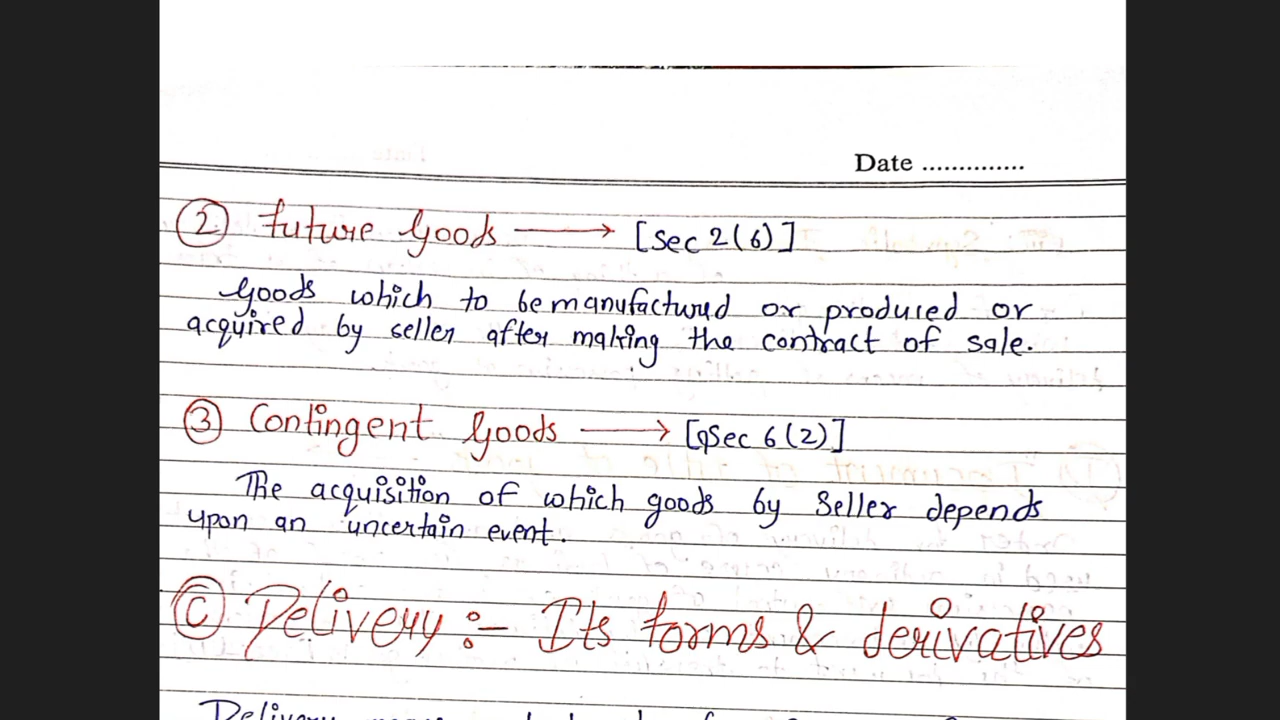 Date ..............
② Future Goods ⟶ [Sec 2(6)]
Goods which to be manufactured or produced or
acquired by seller after making the contract of sale.
③ Contingent Goods ⟶ [Sec 6(2)]
The acquisition of which goods by Seller depends
upon an uncertain event.
Ⓒ Delivery :- Its forms & derivatives
Delivery